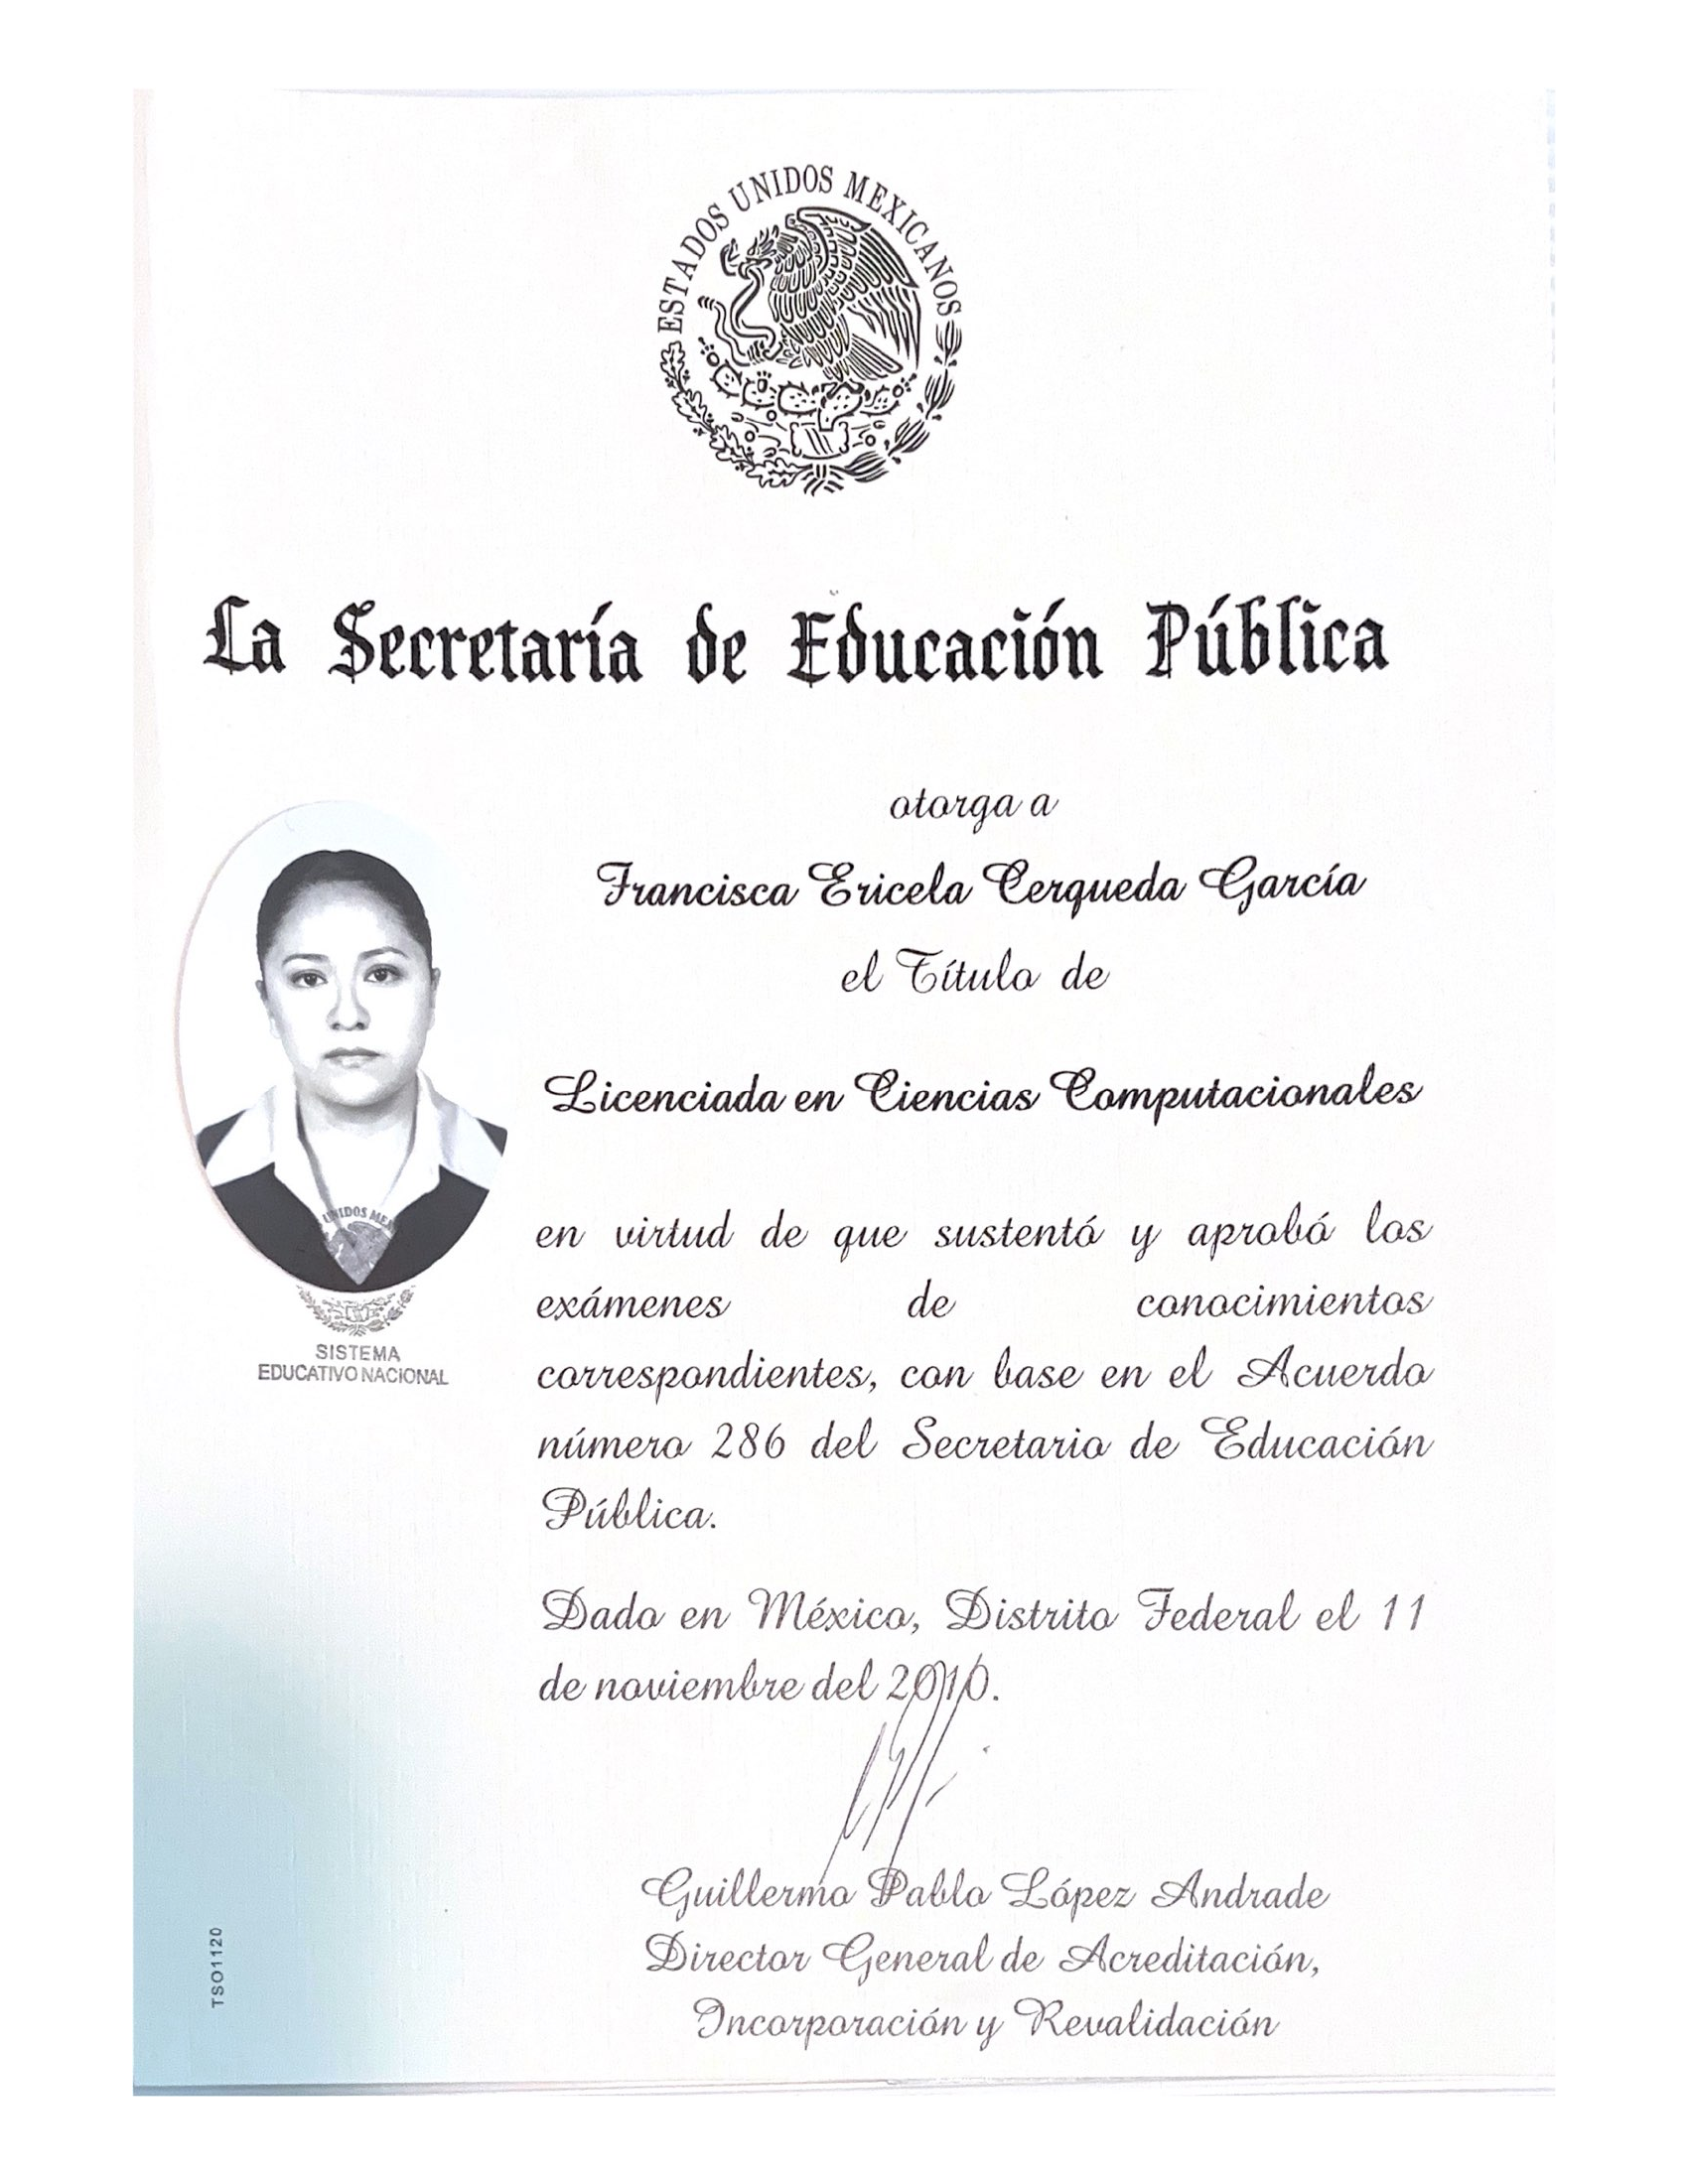 ESTADOS UNIDOS MEXICANOS
La Secretaría de Educación Pública
otorga a
Francisca Ericela Cerqueda García
el Título de
Licenciada en Ciencias Computacionales
en virtud de que sustentó y aprobó los
exámenes de conocimientos
correspondientes, con base en el Acuerdo
número 286 del Secretario de Educación
Pública.
Dado en México, Distrito Federal el 11
de noviembre del 2010.
Guillermo Pablo López Andrade
Director General de Acreditación,
Incorporación y Revalidación
UNIDOS MEX
SISTEMA
EDUCATIVO NACIONAL
TSO1120